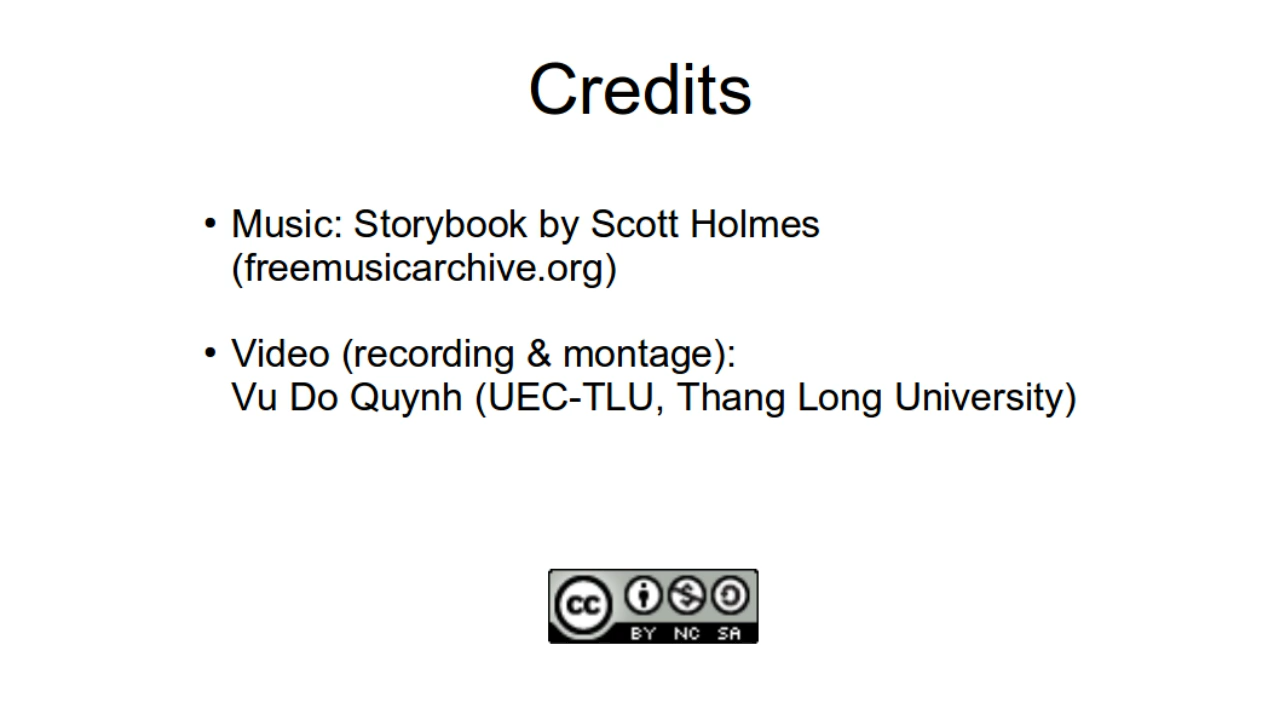 Credits
• Music: Storybook by Scott Holmes
(freemusicarchive.org)
• Video (recording & montage):
Vu Do Quynh (UEC-TLU, Thang Long University)
cc
BY NC SA